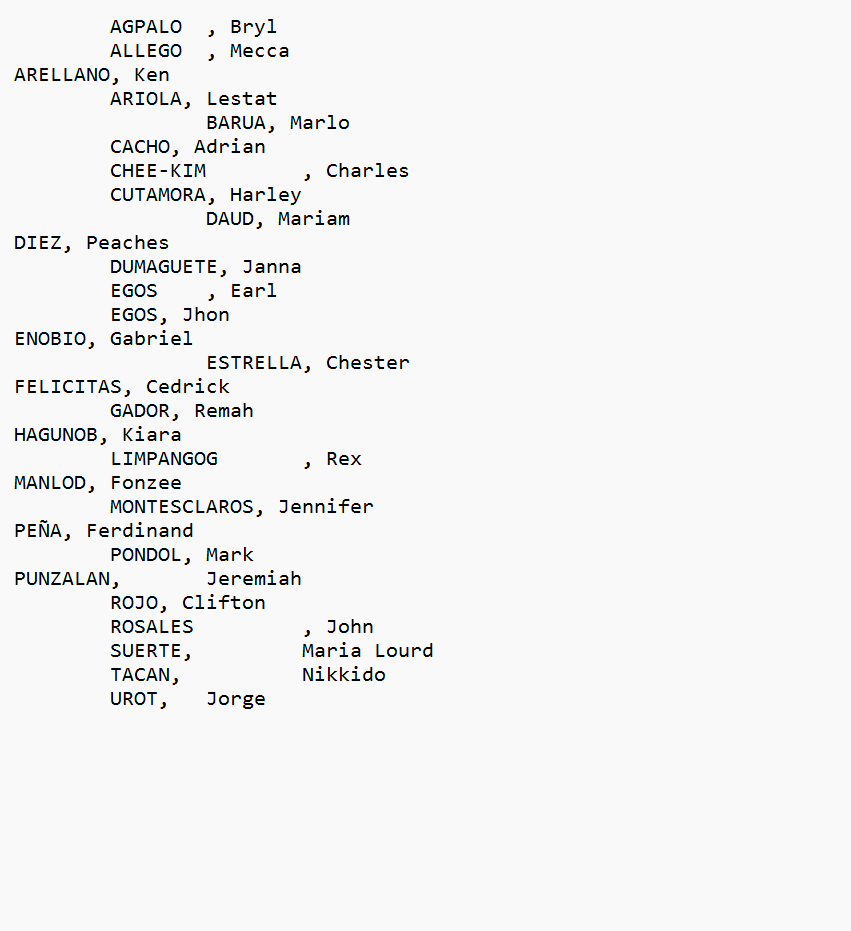 AGPALO  , Bryl
ALLEGO  , Mecca
ARELLANO, Ken
ARIOLA, Lestat
BARUA, Marlo
CACHO, Adrian
CHEE-KIM        , Charles
CUTAMORA, Harley
DAUD, Mariam
DIEZ, Peaches
DUMAGUETE, Janna
EGOS    , Earl
EGOS, Jhon
ENOBIO, Gabriel
ESTRELLA, Chester
FELICITAS, Cedrick
GADOR, Remah
HAGUNOB, Kiara
LIMPANGOG       , Rex
MANLOD, Fonzee
MONTESCLAROS, Jennifer
PEÑA, Ferdinand
PONDOL, Mark
PUNZALAN,       Jeremiah
ROJO, Clifton
ROSALES         , John
SUERTE,         Maria Lourd
TACAN,          Nikkido
UROT,   Jorge